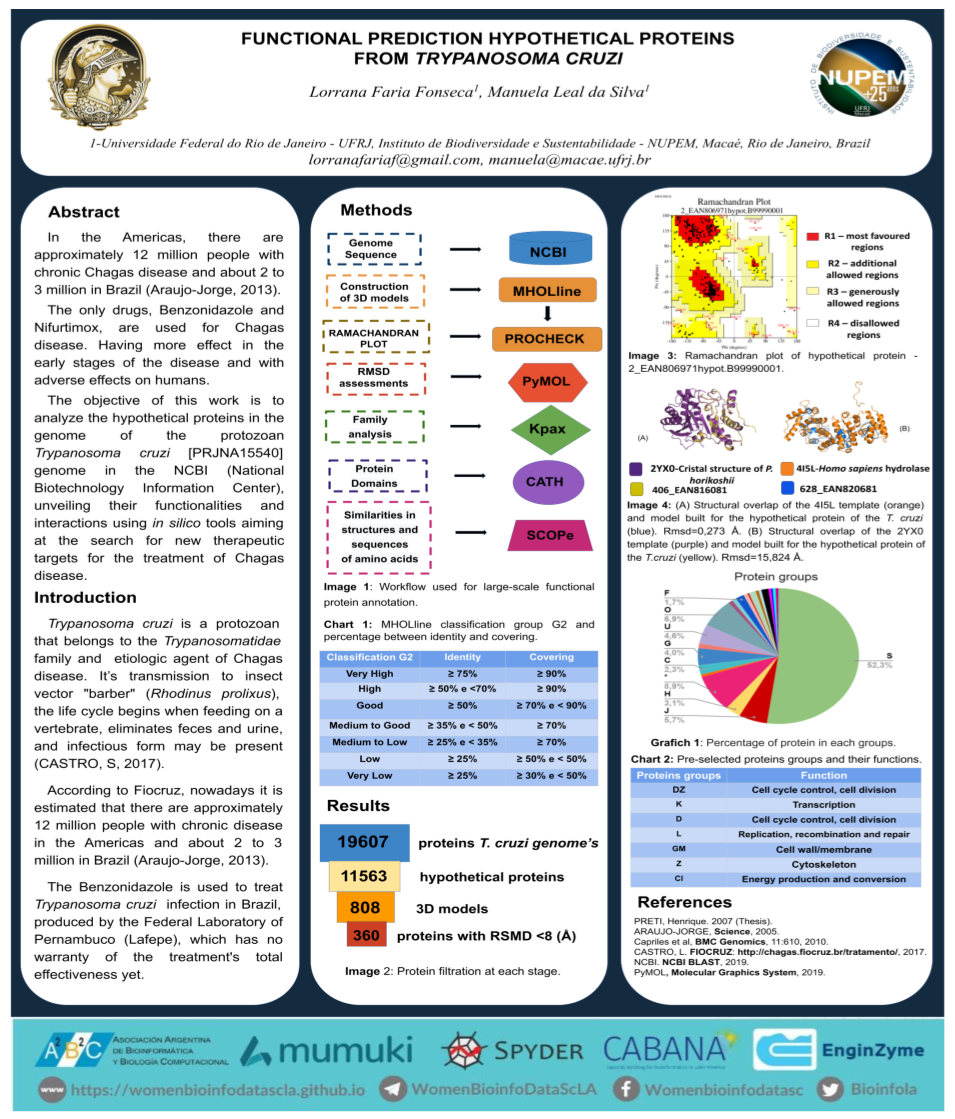 FUNCTIONAL PREDICTION HYPOTHETICAL PROTEINS
FROM TRYPANOSOMA CRUZI
Lorrana Faria Fonseca¹, Manuela Leal da Silva¹
1-Universidade Federal do Rio de Janeiro - UFRJ, Instituto de Biodiversidade e Sustentabilidade - NUPEM, Macaé, Rio de Janeiro, Brazil
lorranafariaf@gmail.com, manuela@macae.ufrj.br
INSTITUTO DE BIODIVERSIDADE E SUSTENTABILIDADE
NUPEM
+25 ANOS
UFRJ
Abstract
In the Americas, there are
approximately 12 million people with
chronic Chagas disease and about 2 to
3 million in Brazil (Araujo-Jorge, 2013).
The only drugs, Benzonidazole and
Nifurtimox, are used for Chagas
disease. Having more effect in the
early stages of the disease and with
adverse effects on humans.
The objective of this work is to
analyze the hypothetical proteins in the
genome of the protozoan
Trypanosoma cruzi [PRJNA15540]
genome in the NCBI (National
Biotechnology Information Center),
unveiling their functionalities and
interactions using in silico tools aiming
at the search for new therapeutic
targets for the treatment of Chagas
disease.
Introduction
Trypanosoma cruzi is a protozoan
that belongs to the Trypanosomatidae
family and etiologic agent of Chagas
disease. It's transmission to insect
vector "barber" (Rhodinus prolixus),
the life cycle begins when feeding on a
vertebrate, eliminates feces and urine,
and infectious form may be present
(CASTRO, S, 2017).
According to Fiocruz, nowadays it is
estimated that there are approximately
12 million people with chronic disease
in the Americas and about 2 to 3
million in Brazil (Araujo-Jorge, 2013).
The Benzonidazole is used to treat
Trypanosoma cruzi infection in Brazil,
produced by the Federal Laboratory of
Pernambuco (Lafepe), which has no
warranty of the treatment's total
effectiveness yet.
Methods
Genome
Sequence
NCBI
Construction
of 3D models
MHOLline
RAMACHANDRAN
PLOT
PROCHECK
RMSD
assessments
PyMOL
Family
analysis
Kpax
Protein
Domains
CATH
Similarities in
structures and
sequences
of amino acids
SCOPe
Image 1: Workflow used for large-scale functional
protein annotation.
Chart 1: MHOLline classification group G2 and
percentage between identity and covering.
Classification G2 Identity Covering
Very High ≥ 75% ≥ 90%
High ≥ 50% e <70% ≥ 90%
Good ≥ 50% ≥ 70% e < 90%
Medium to Good ≥ 35% e < 50% ≥ 70%
Medium to Low ≥ 25% e < 35% ≥ 70%
Low ≥ 25% ≥ 50% e < 50%
Very Low ≥ 25% ≥ 30% e < 50%
Results
19607 proteins T. cruzi genome's
11563 hypothetical proteins
808 3D models
360 proteins with RSMD <8 (Å)
Image 2: Protein filtration at each stage.
Ramachandran Plot
2_EAN806971hypot.B99990001
Phi (degrees)
R1 – most favoured
regions
R2 – additional
allowed regions
R3 – generously
allowed regions
R4 – disallowed
regions
Image 3: Ramachandran plot of hypothetical protein -
2_EAN806971hypot.B99990001.
(A)
(B)
2YX0-Cristal structure of P.
horikoshii
4I5L-Homo sapiens hydrolase
406_EAN816081
628_EAN820681
Image 4: (A) Structural overlap of the 4I5L template (orange)
and model built for the hypothetical protein of the T. cruzi
(blue). Rmsd=0,273 Å. (B) Structural overlap of the 2YX0
template (purple) and model built for the hypothetical protein of
the T.cruzi (yellow). Rmsd=15,824 Å.
Protein groups
F
1,7%
O
6,9%
U
4,6%
G
4,0%
C
2,3%
8,9%
H
3,1%
J
5,7%
S
52,3%
Grafich 1: Percentage of protein in each groups.
Chart 2: Pre-selected proteins groups and their functions.
Proteins groups Function
DZ Cell cycle control, cell division
K Transcription
D Cell cycle control, cell division
L Replication, recombination and repair
GM Cell wall/membrane
Z Cytoskeleton
CI Energy production and conversion
References
PRETI, Henrique. 2007 (Thesis).
ARAUJO-JORGE, Science, 2005.
Capriles et al, BMC Genomics, 11:610, 2010.
CASTRO, L. FIOCRUZ: http://chagas.fiocruz.br/tratamento/, 2017.
NCBI. NCBI BLAST, 2019.
PyMOL, Molecular Graphics System, 2019.
A²B²C
ASOCIACIÓN ARGENTINA
DE BIOINFORMÁTICA
Y BIOLOGÍA COMPUTACIONAL
mumuki
SPYDER
CABANA
EnginZyme
www https://womenbioinfodatascla.github.io
WomenBioinfoDataScLA
Womenbioinfodatasc
Bioinfola